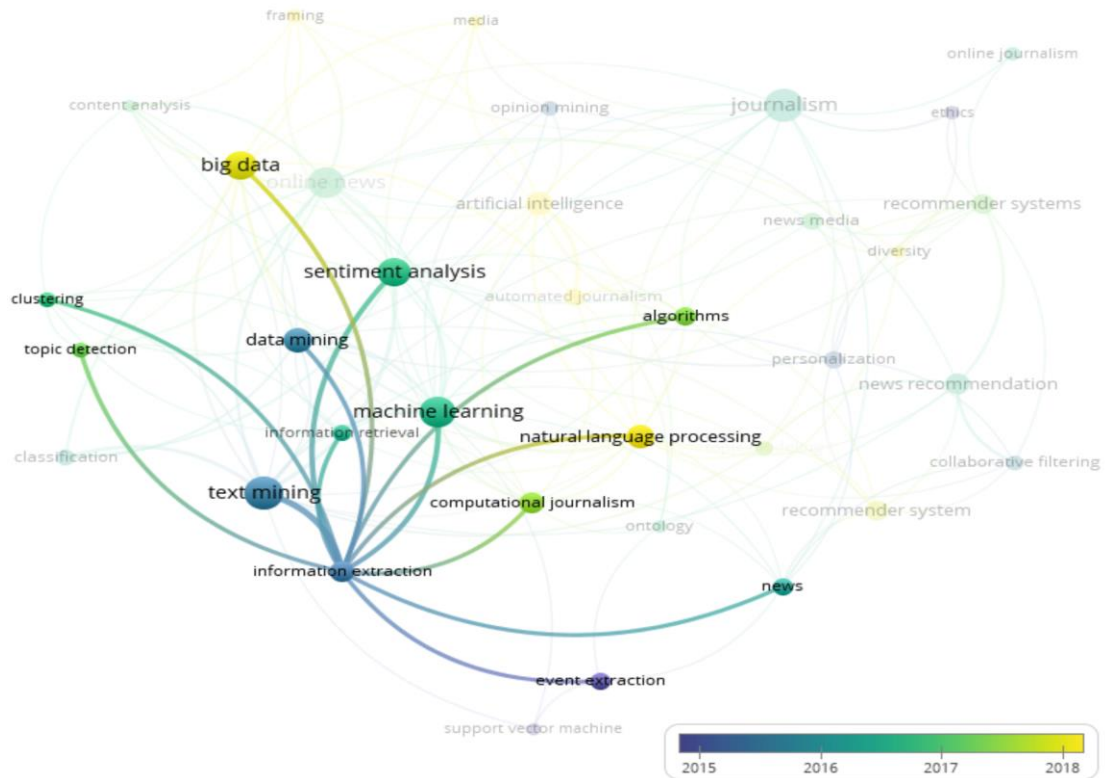 framing
media
online journalism
content analysis
opinion mining
journalism
ethics
big data
online news
artificial intelligence
recommender systems
news media
diversity
sentiment analysis
clustering
automated journalism
algorithms
data mining
topic detection
personalization
news recommendation
machine learning
information retrieval
natural language processing
classification
collaborative filtering
text mining
computational journalism
recommender system
ontology
information extraction
news
event extraction
support vector machine
2015
2016
2017
2018